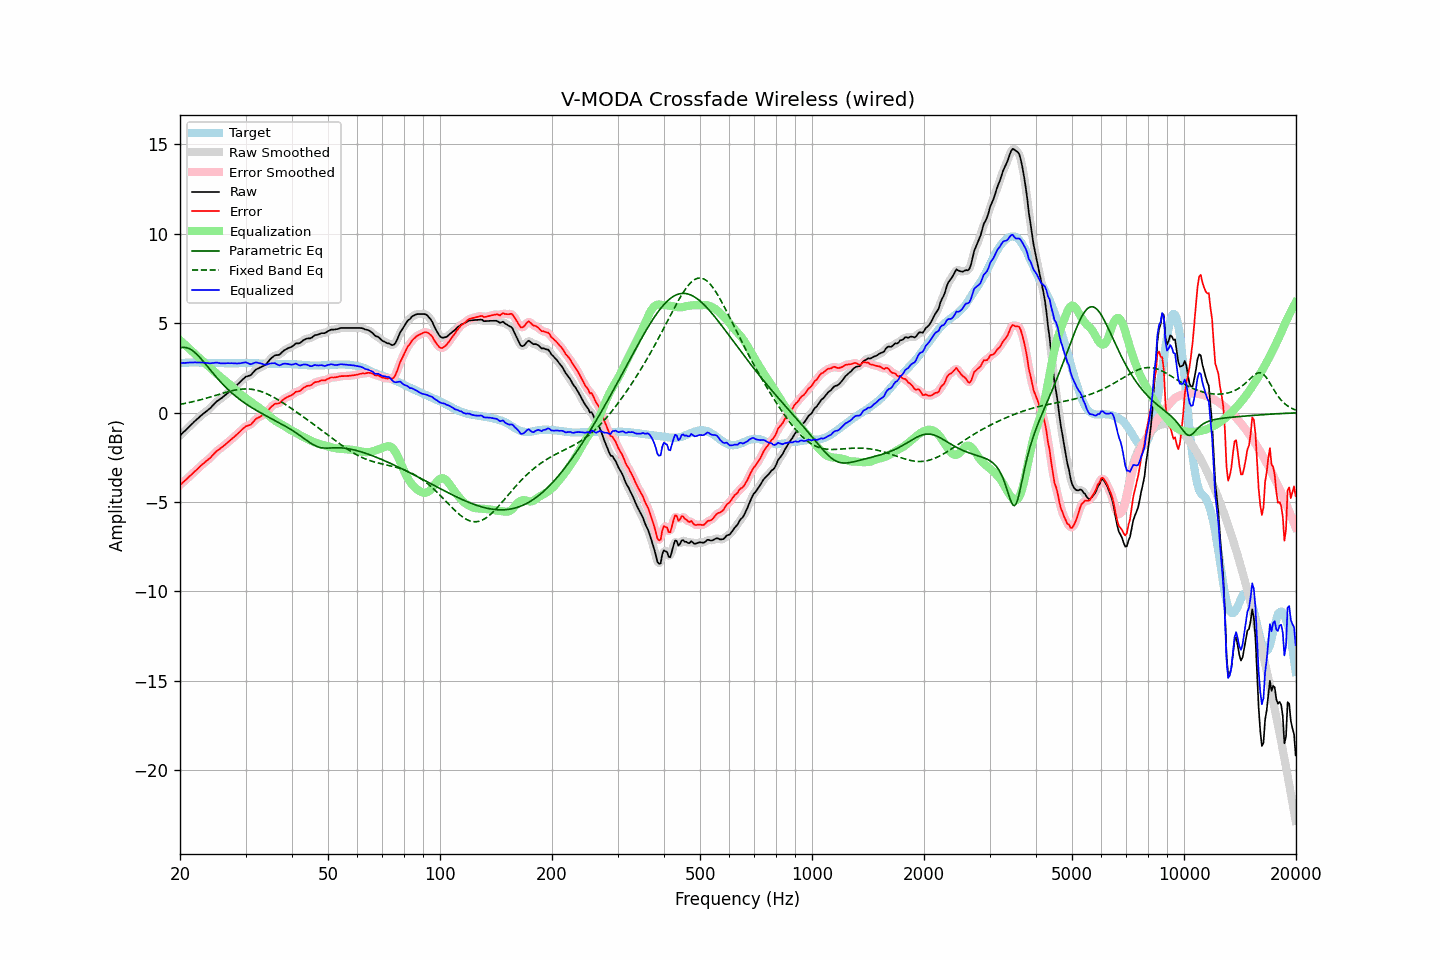 V-MODA Crossfade Wireless (wired)
Target
Raw Smoothed
Error Smoothed
Raw
Error
Equalization
Parametric Eq
Fixed Band Eq
Equalized
15
10
5
0
−5
−10
−15
−20
Amplitude (dBr)
20 50 100 200 500 1000 2000 5000 10000 20000
Frequency (Hz)